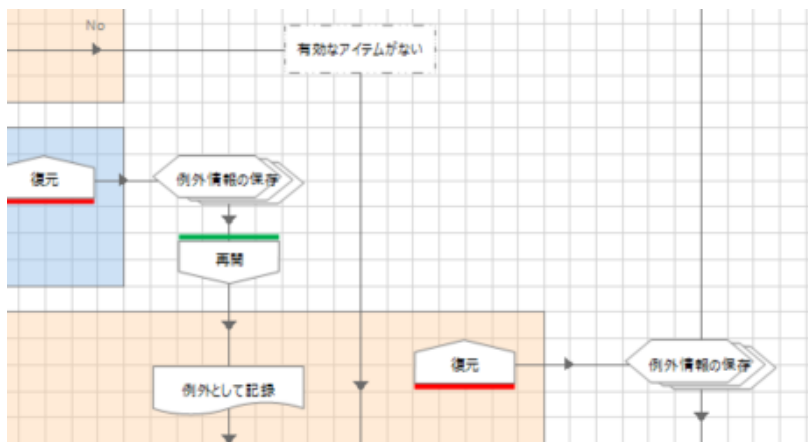 No
有効なアイテムがない
復元
例外情報の保存
再開
復元
例外情報の保存
例外として記録